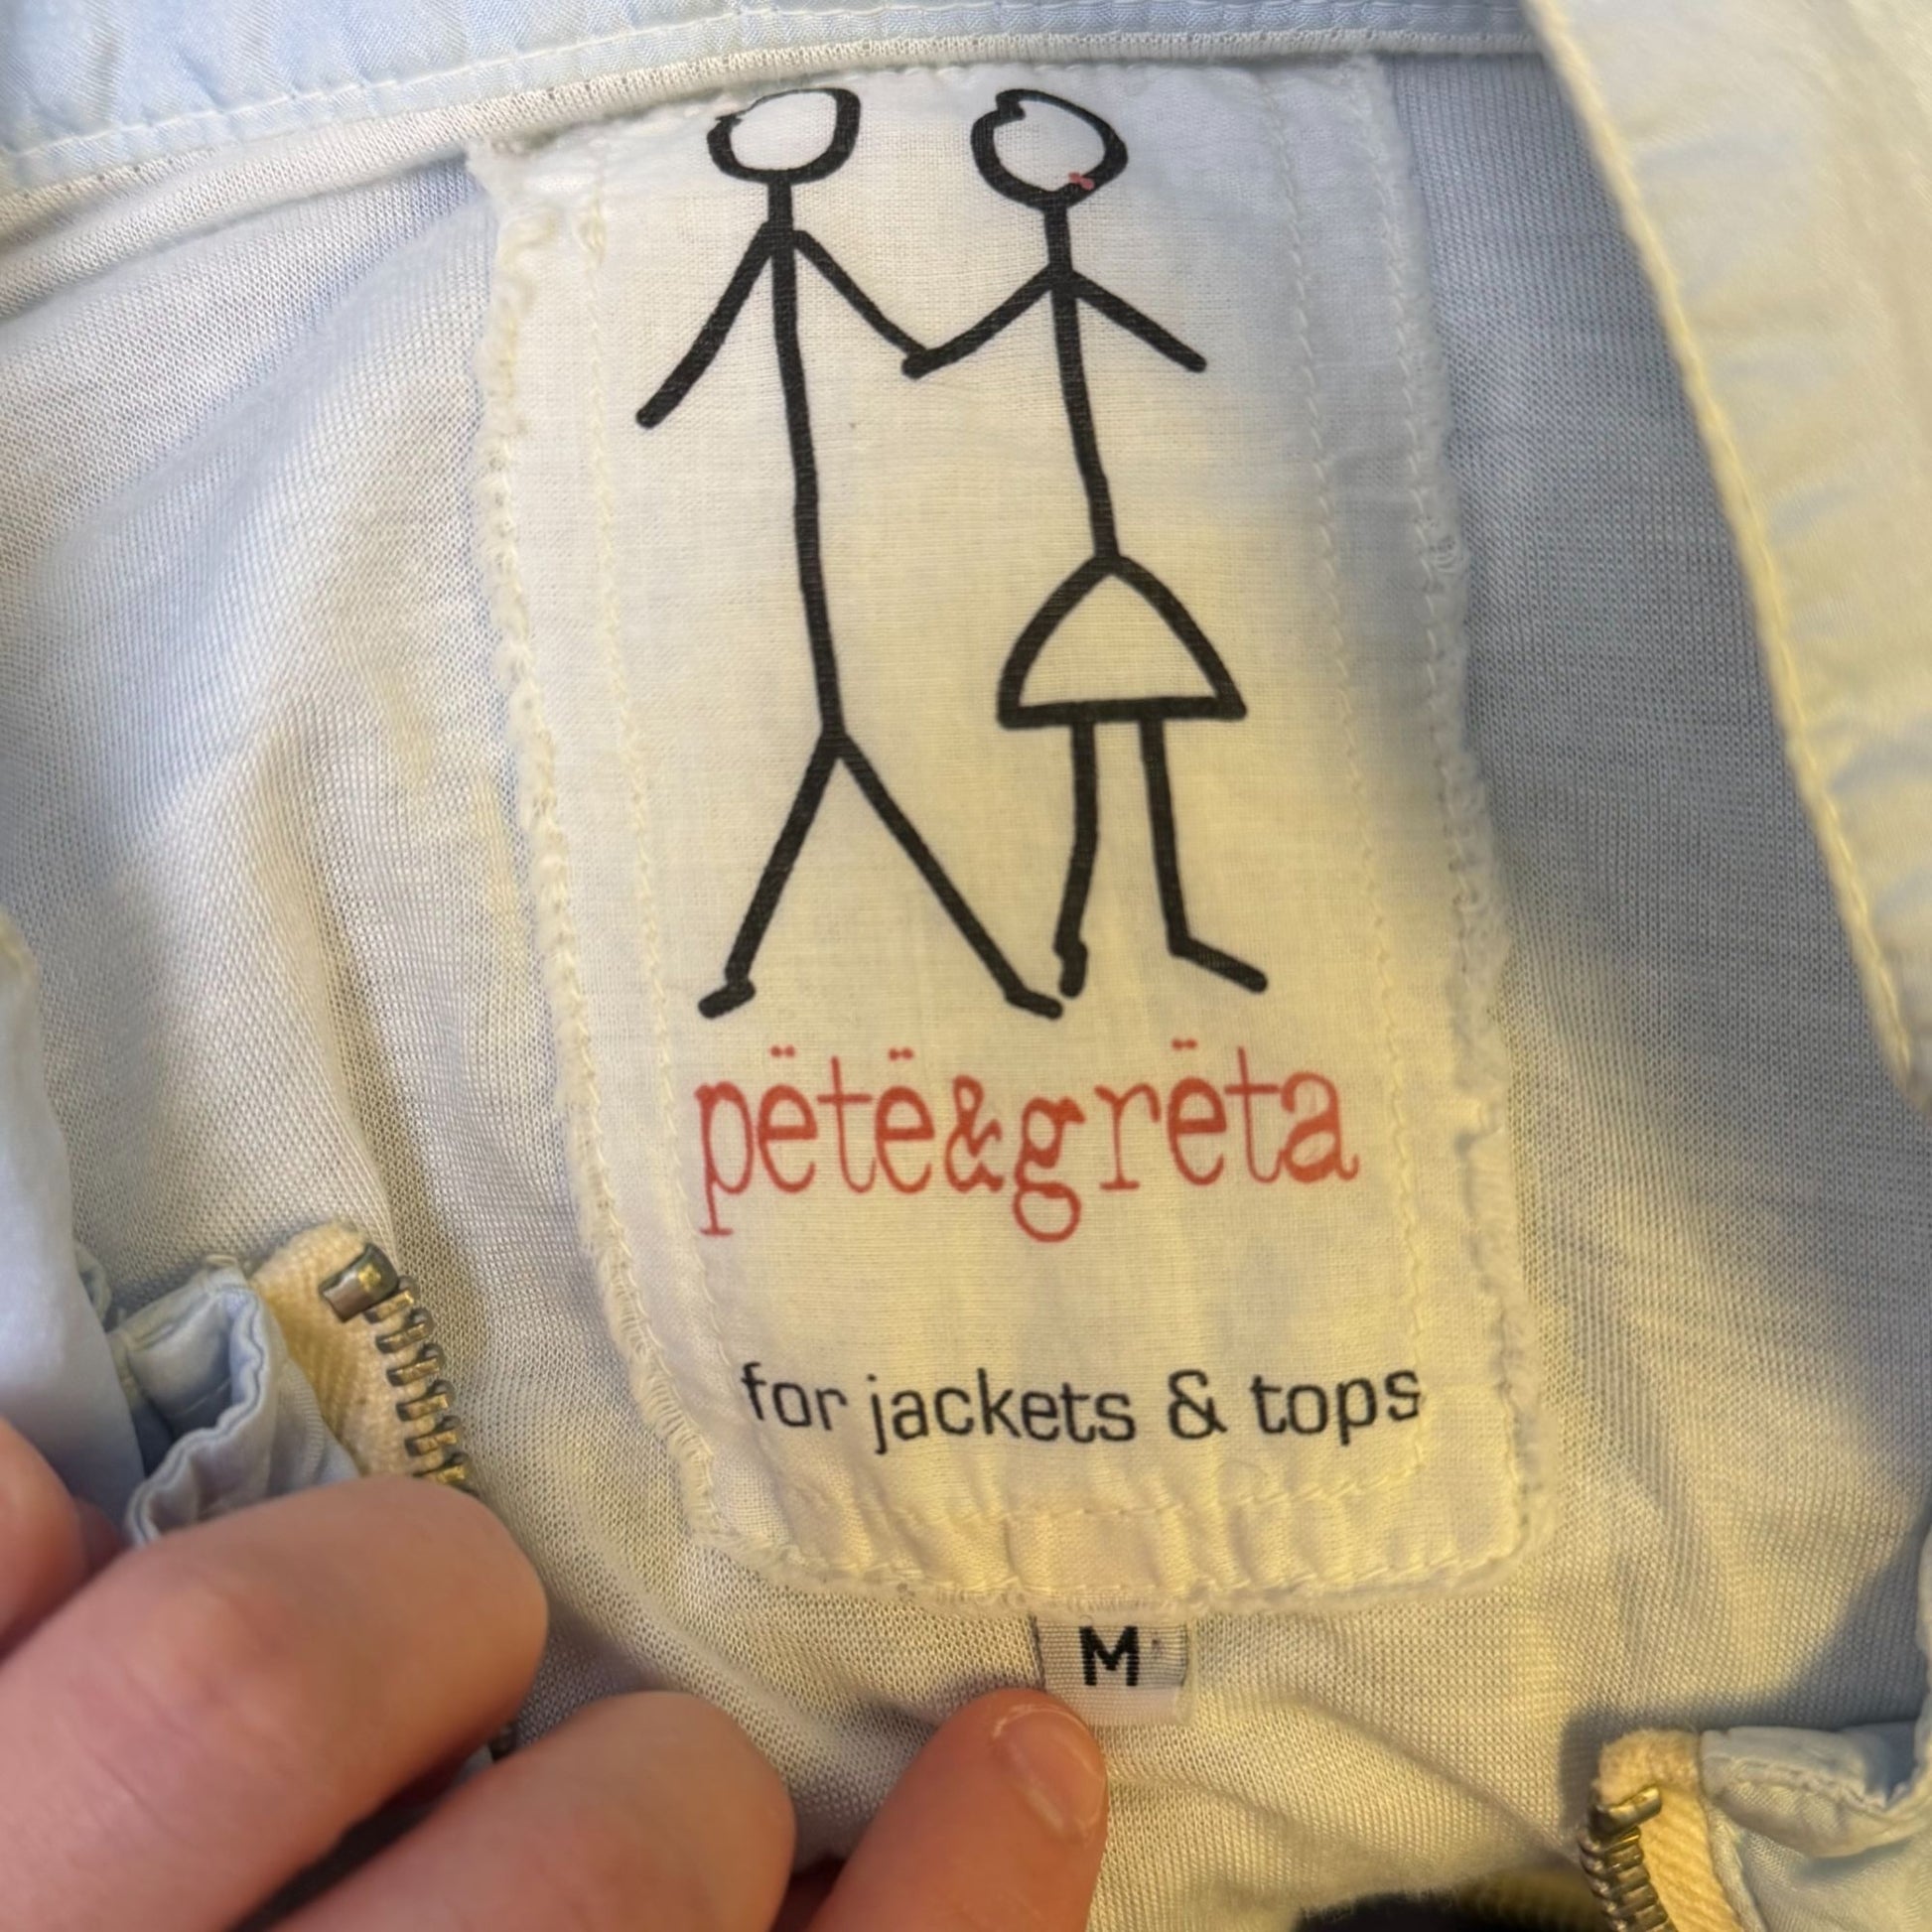 pëtë&grëta
for jackets & tops
M